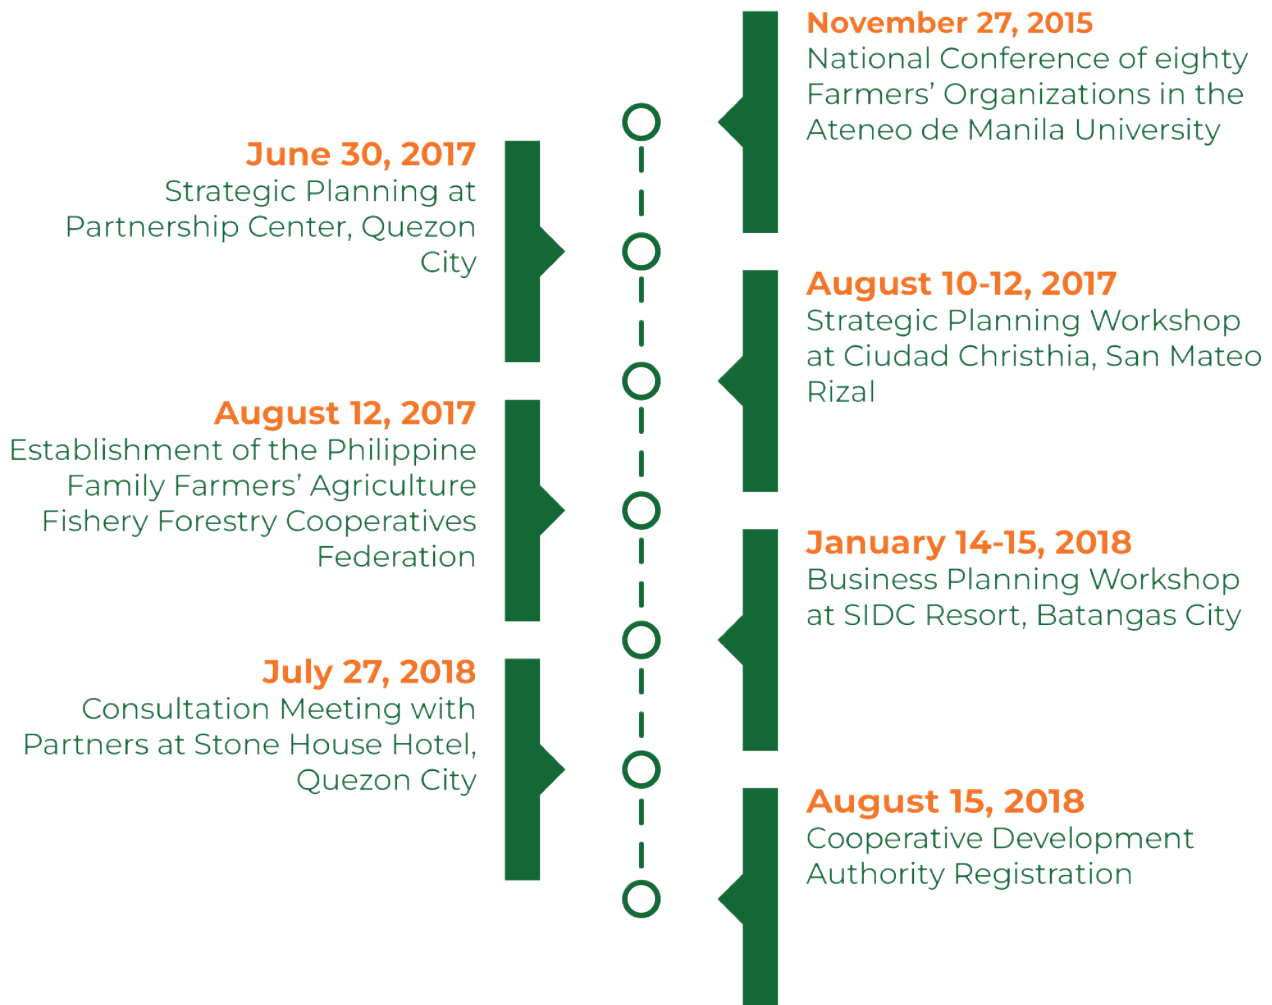 November 27, 2015
National Conference of eighty
Farmers' Organizations in the
Ateneo de Manila University
June 30, 2017
Strategic Planning at
Partnership Center, Quezon
City
August 10-12, 2017
Strategic Planning Workshop
at Ciudad Christhia, San Mateo
Rizal
August 12, 2017
Establishment of the Philippine
Family Farmers' Agriculture
Fishery Forestry Cooperatives
Federation
January 14-15, 2018
Business Planning Workshop
at SIDC Resort, Batangas City
July 27, 2018
Consultation Meeting with
Partners at Stone House Hotel,
Quezon City
August 15, 2018
Cooperative Development
Authority Registration